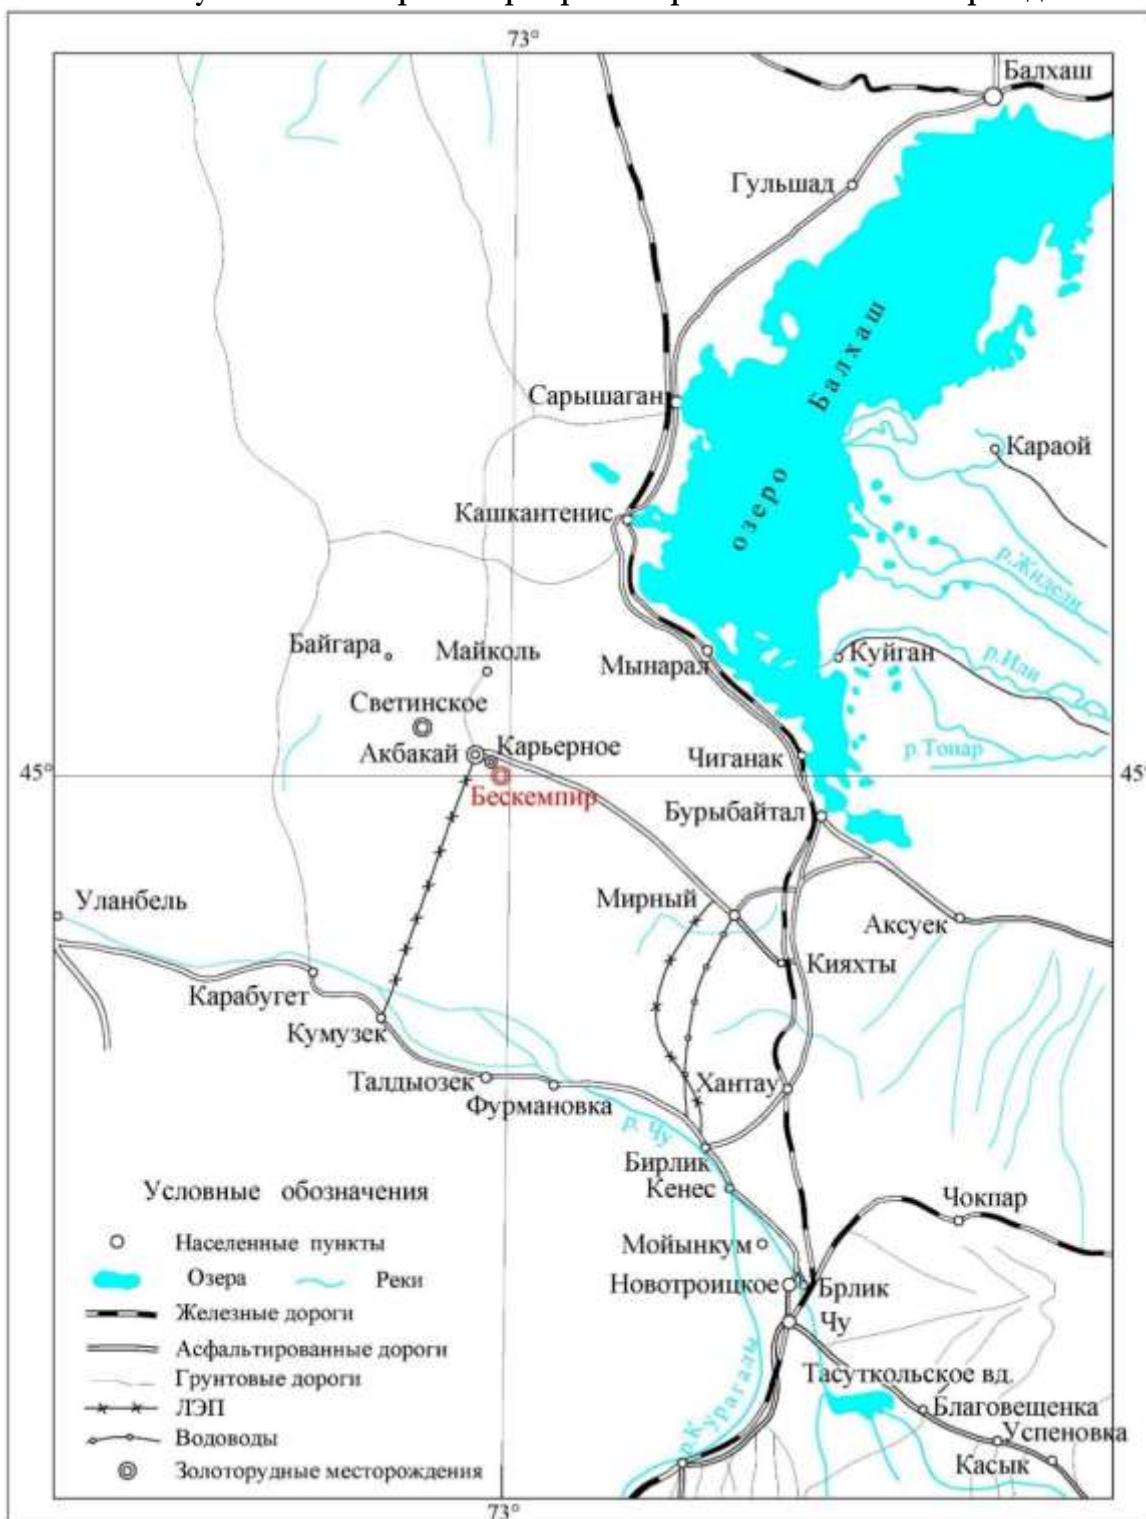 73°
Балхаш
Гульшад
озеро Балхаш
Сарышаган
Караой
Кашкантенис
р.Жидели
Байгара
Майколь
Мынарал
Куйган
р.Или
Светинское
Акбакай
Карьерное
Чиганак
р.Топар
45°
45°
Бескемпир
Бурыбайтал
Уланбель
Мирный
Аксуек
Карабугет
Кияхты
Кумузек
Талдыозек
Хантау
Фурмановка
р. Чу
Бирлик
Кенес
Условные обозначения
Чокпар
Населенные пункты
Мойынкум
Озера
Реки
Новотроицкое
Брлик
Железные дороги
Чу
Асфальтированные дороги
Грунтовые дороги
Тасуткольское вд.
ЛЭП
р.Курагалы
Благовещенка
Водоводы
Успеновка
Золоторудные месторождения
Касык
73°